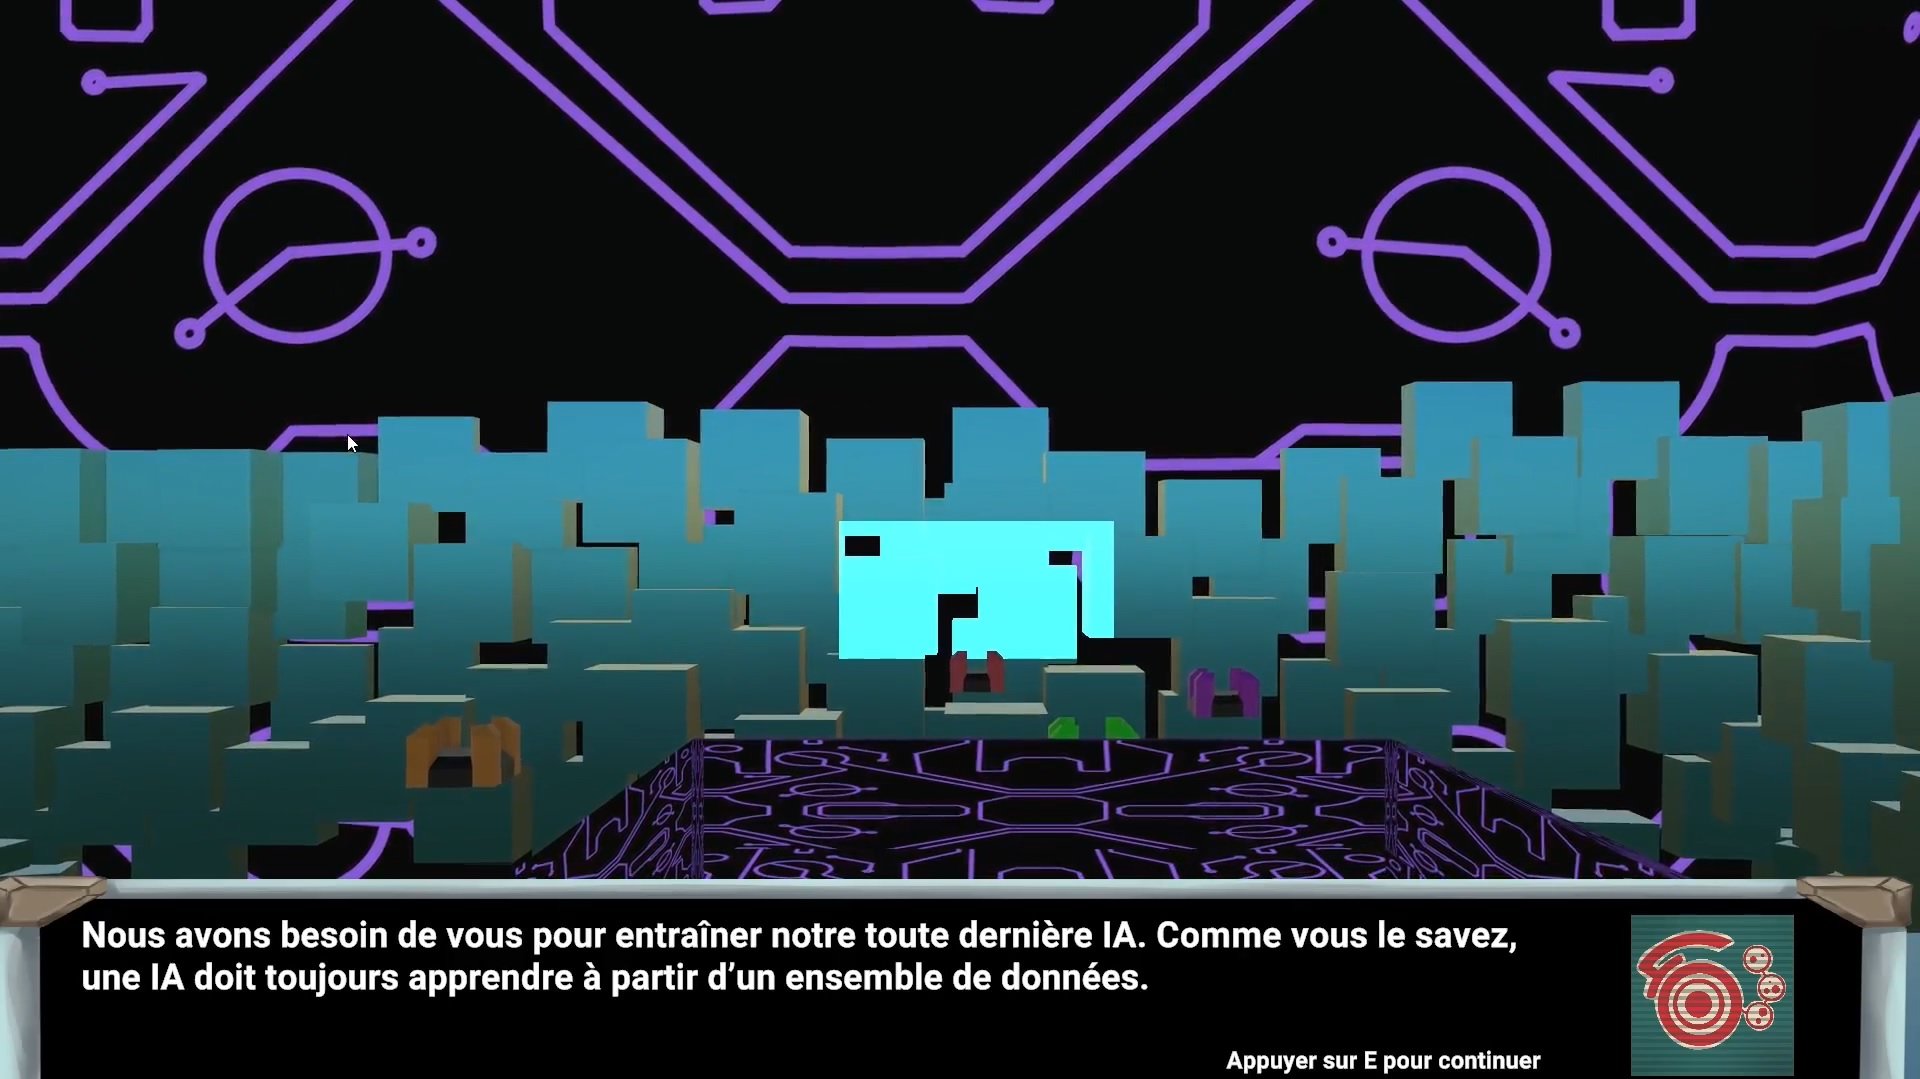 Nous avons besoin de vous pour entraîner notre toute dernière IA. Comme vous le savez,
une IA doit toujours apprendre à partir d’un ensemble de données.
Appuyer sur E pour continuer